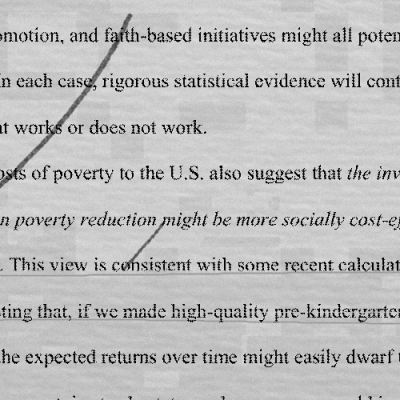 omotion, and faith-based initiatives might all poten
in each case, rigorous statistical evidence will cont
at works or does not work.
osts of poverty to the U.S. also suggest that the inv
n poverty reduction might be more socially cost-ef
. This view is consistent with some recent calculat
ting that, if we made high-quality pre-kindergarten
the expected returns over time might easily dwarf t